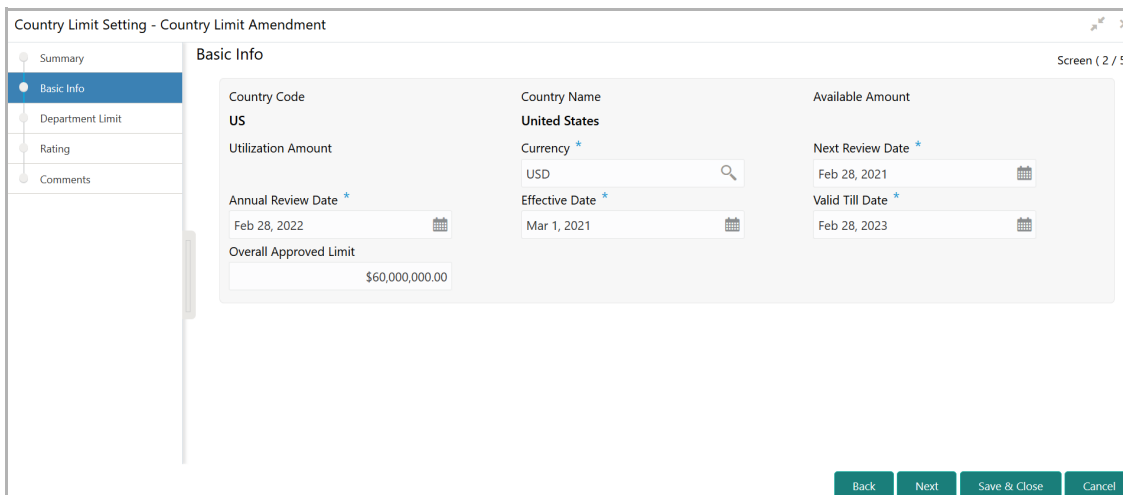 Country Limit Setting - Country Limit Amendment
Summary
Basic Info
Department Limit
Rating
Comments
Basic Info
Screen ( 2 / 5
Country Code
Country Name
Available Amount
US
United States
Utilization Amount
Currency *
Next Review Date *
USD
Feb 28, 2021
Annual Review Date *
Effective Date *
Valid Till Date *
Feb 28, 2022
Mar 1, 2021
Feb 28, 2023
Overall Approved Limit
$60,000,000.00
Back
Next
Save & Close
Cancel